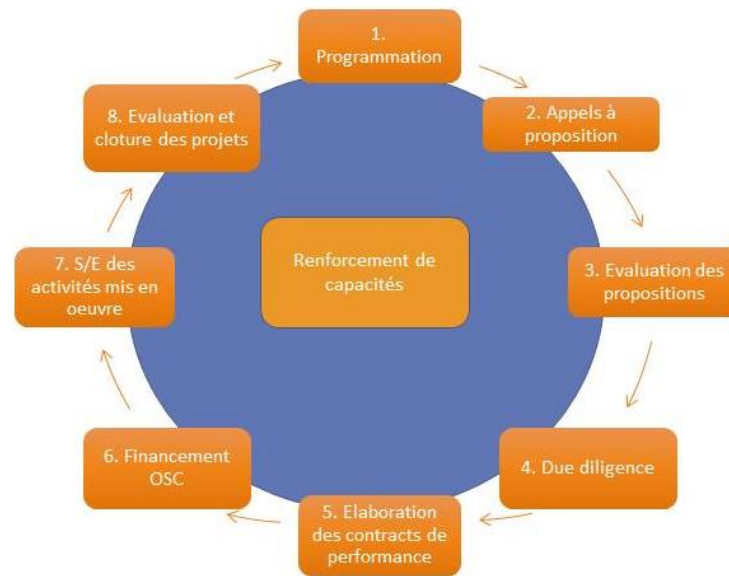 1.
Programmation
2. Appels à
proposition
3. Evaluation des
propositions
4. Due diligence
5. Elaboration
des contracts de
performance
6. Financement
OSC
7. S/E des
activités mis en
oeuvre
8. Evaluation et
cloture des projets
Renforcement de
capacités